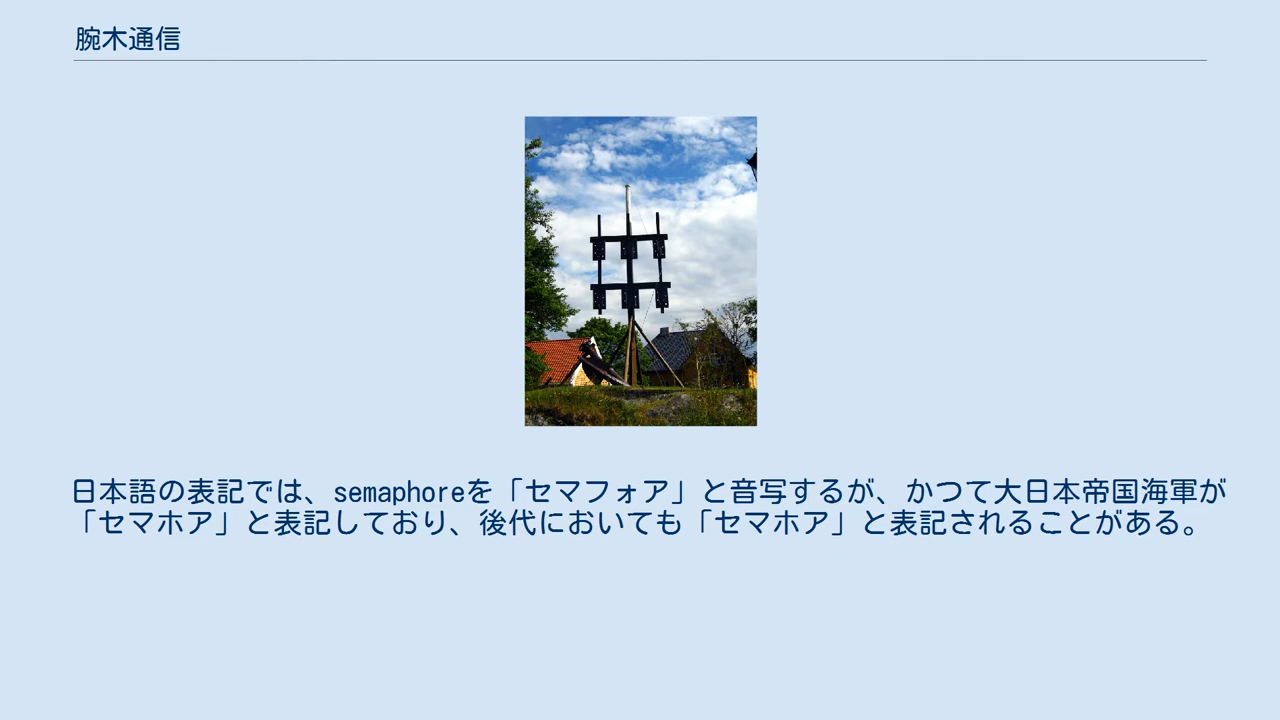 腕木通信
日本語の表記では、semaphoreを「セマフォア」と音写するが、かつて大日本帝国海軍が
「セマホア」と表記しており、後代においても「セマホア」と表記されることがある。